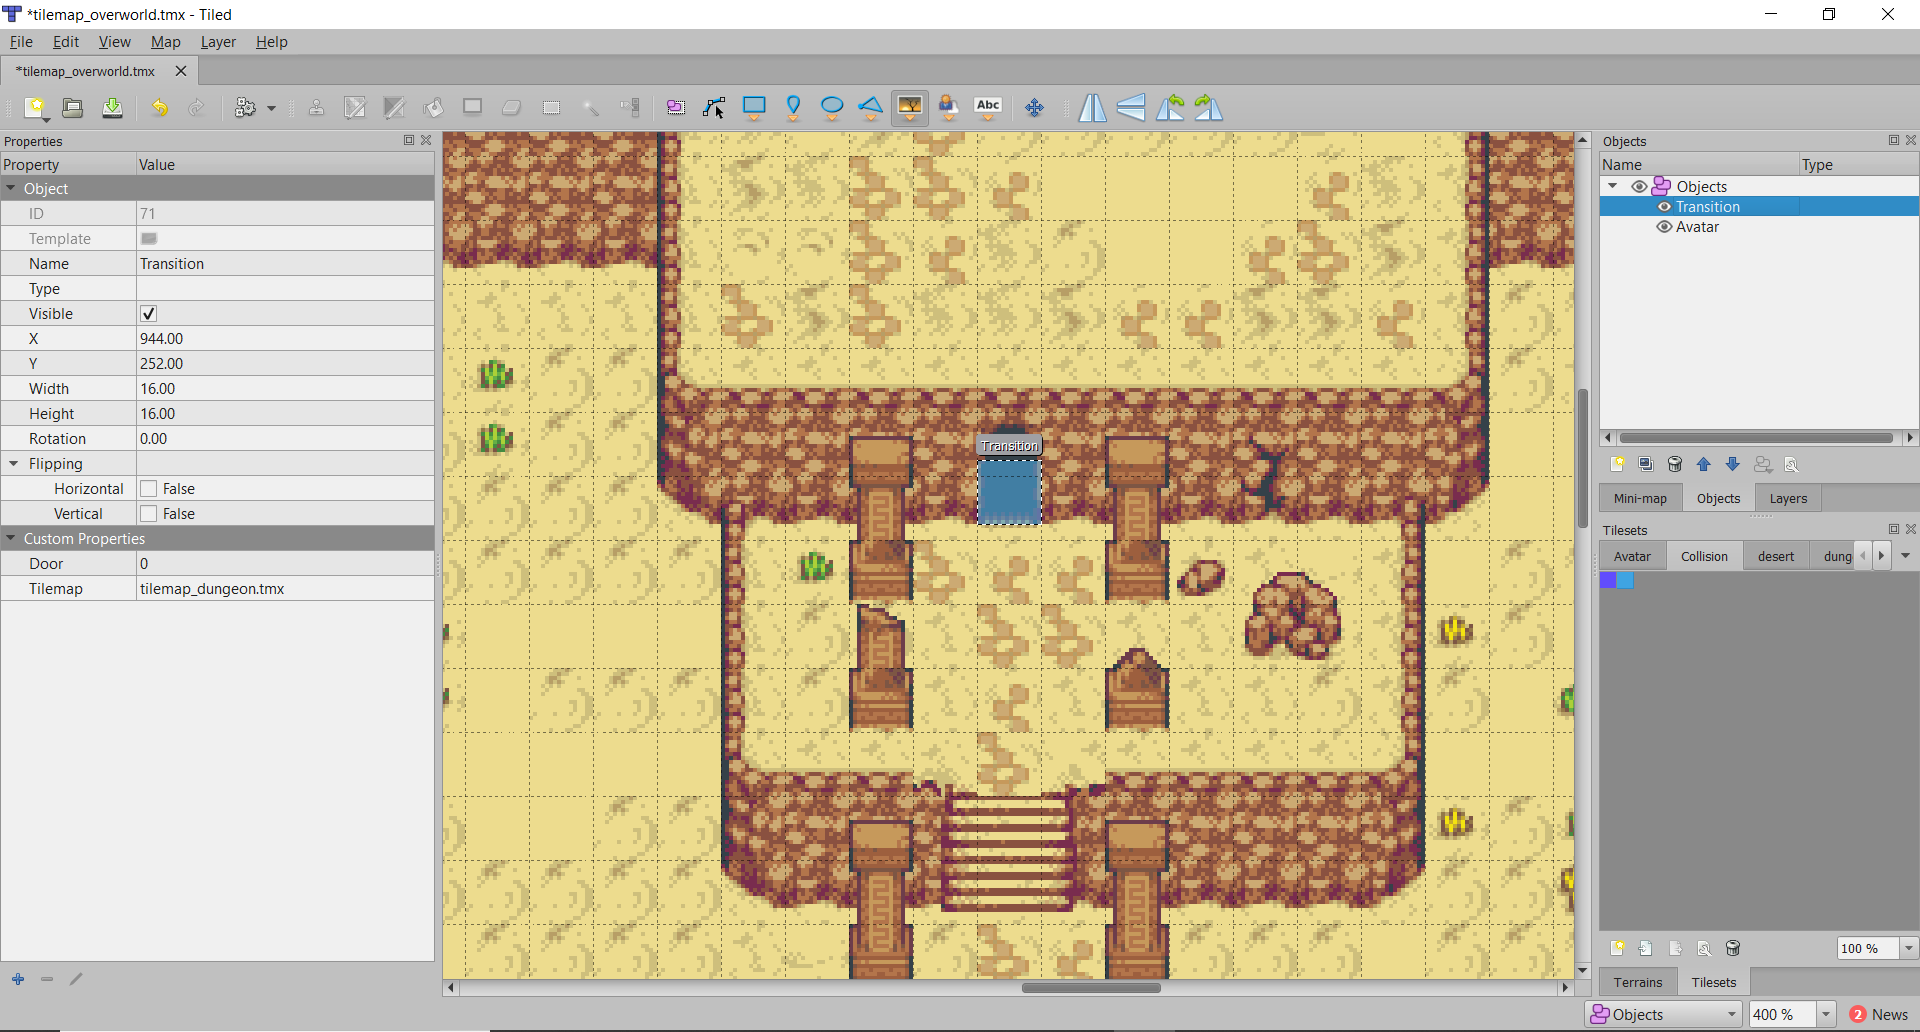 *tilemap_overworld.tmx - Tiled
File Edit View Map Layer Help
*tilemap_overworld.tmx
Abc
Properties
Property Value
Object
ID 71
Template
Name Transition
Type
Visible
X 944.00
Y 252.00
Width 16.00
Height 16.00
Rotation 0.00
Flipping
Horizontal False
Vertical False
Custom Properties
Door 0
Tilemap tilemap_dungeon.tmx
Transition
Objects
Name Type
Objects
Transition
Avatar
Mini-map Objects Layers
Tilesets
Avatar Collision desert dung
100 %
Terrains Tilesets
Objects 400 % 2 News